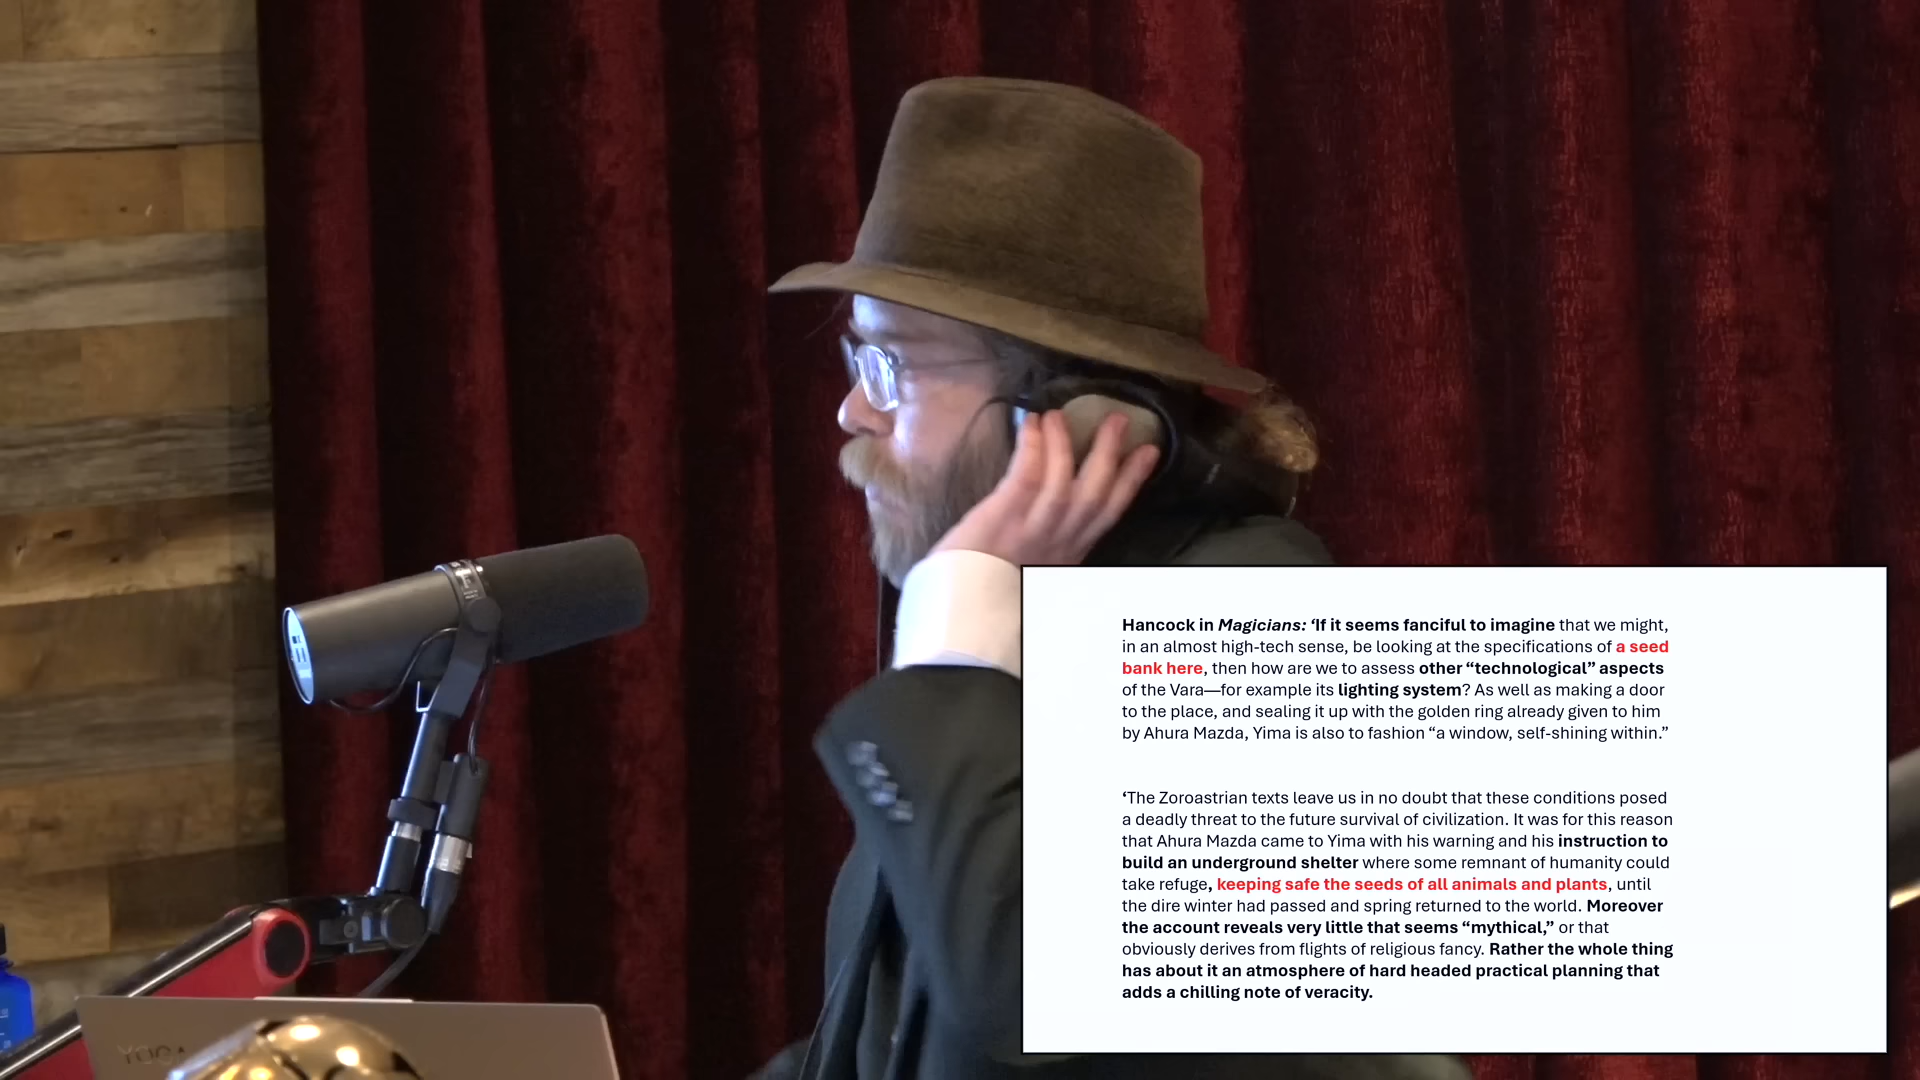 Hancock in Magicians: ‘If it seems fanciful to imagine that we might,
in an almost high-tech sense, be looking at the specifications of a seed
bank here, then how are we to assess other “technological” aspects
of the Vara—for example its lighting system? As well as making a door
to the place, and sealing it up with the golden ring already given to him
by Ahura Mazda, Yima is also to fashion “a window, self-shining within.”
‘The Zoroastrian texts leave us in no doubt that these conditions posed
a deadly threat to the future survival of civilization. It was for this reason
that Ahura Mazda came to Yima with his warning and his instruction to
build an underground shelter where some remnant of humanity could
take refuge, keeping safe the seeds of all animals and plants, until
the dire winter had passed and spring returned to the world. Moreover
the account reveals very little that seems “mythical,” or that
obviously derives from flights of religious fancy. Rather the whole thing
has about it an atmosphere of hard headed practical planning that
adds a chilling note of veracity.
YOGA